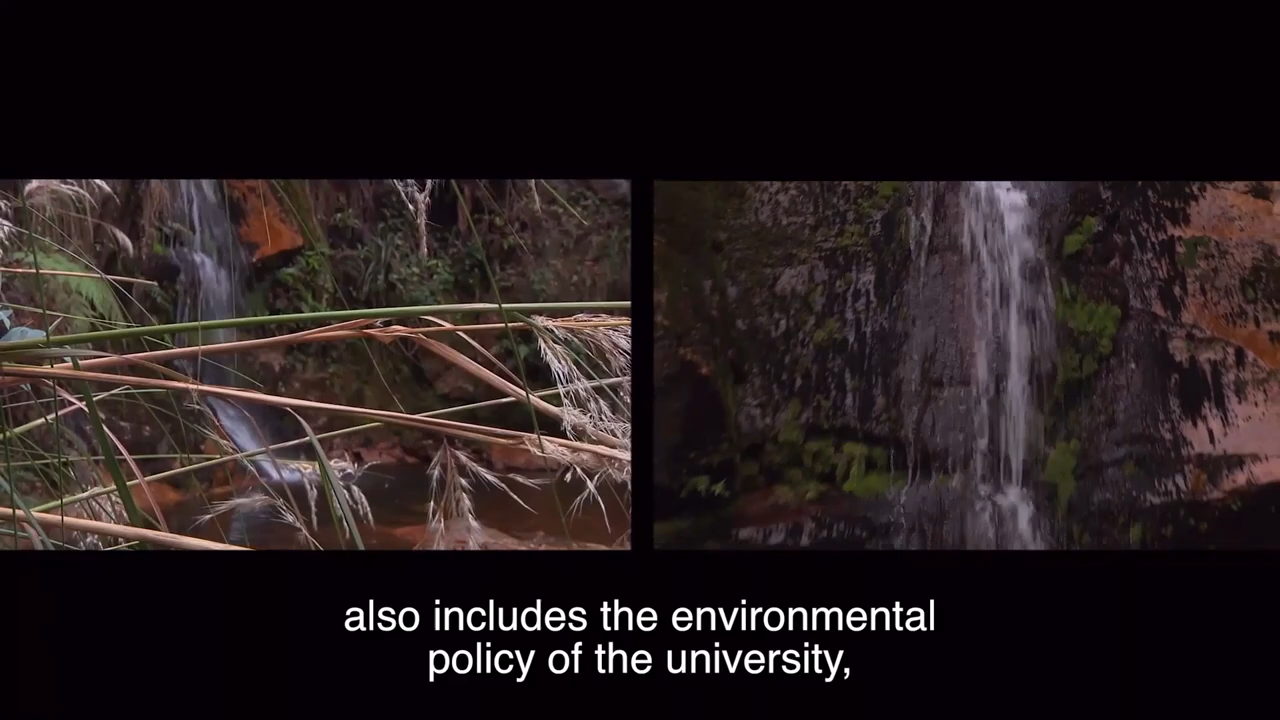 also includes the environmental
policy of the university,